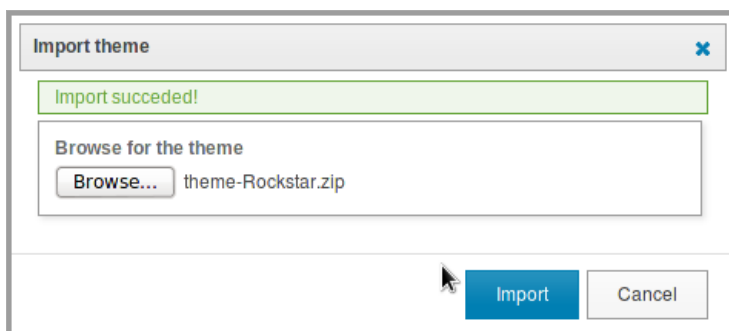 Import theme
Import succeded!
Browse for the theme
Browse... theme-Rockstar.zip
Import Cancel